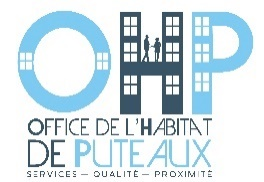 OHP
OFFICE DE L'HABITAT
DE PUTEAUX
SERVICES — QUALITÉ — PROXIMITÉ